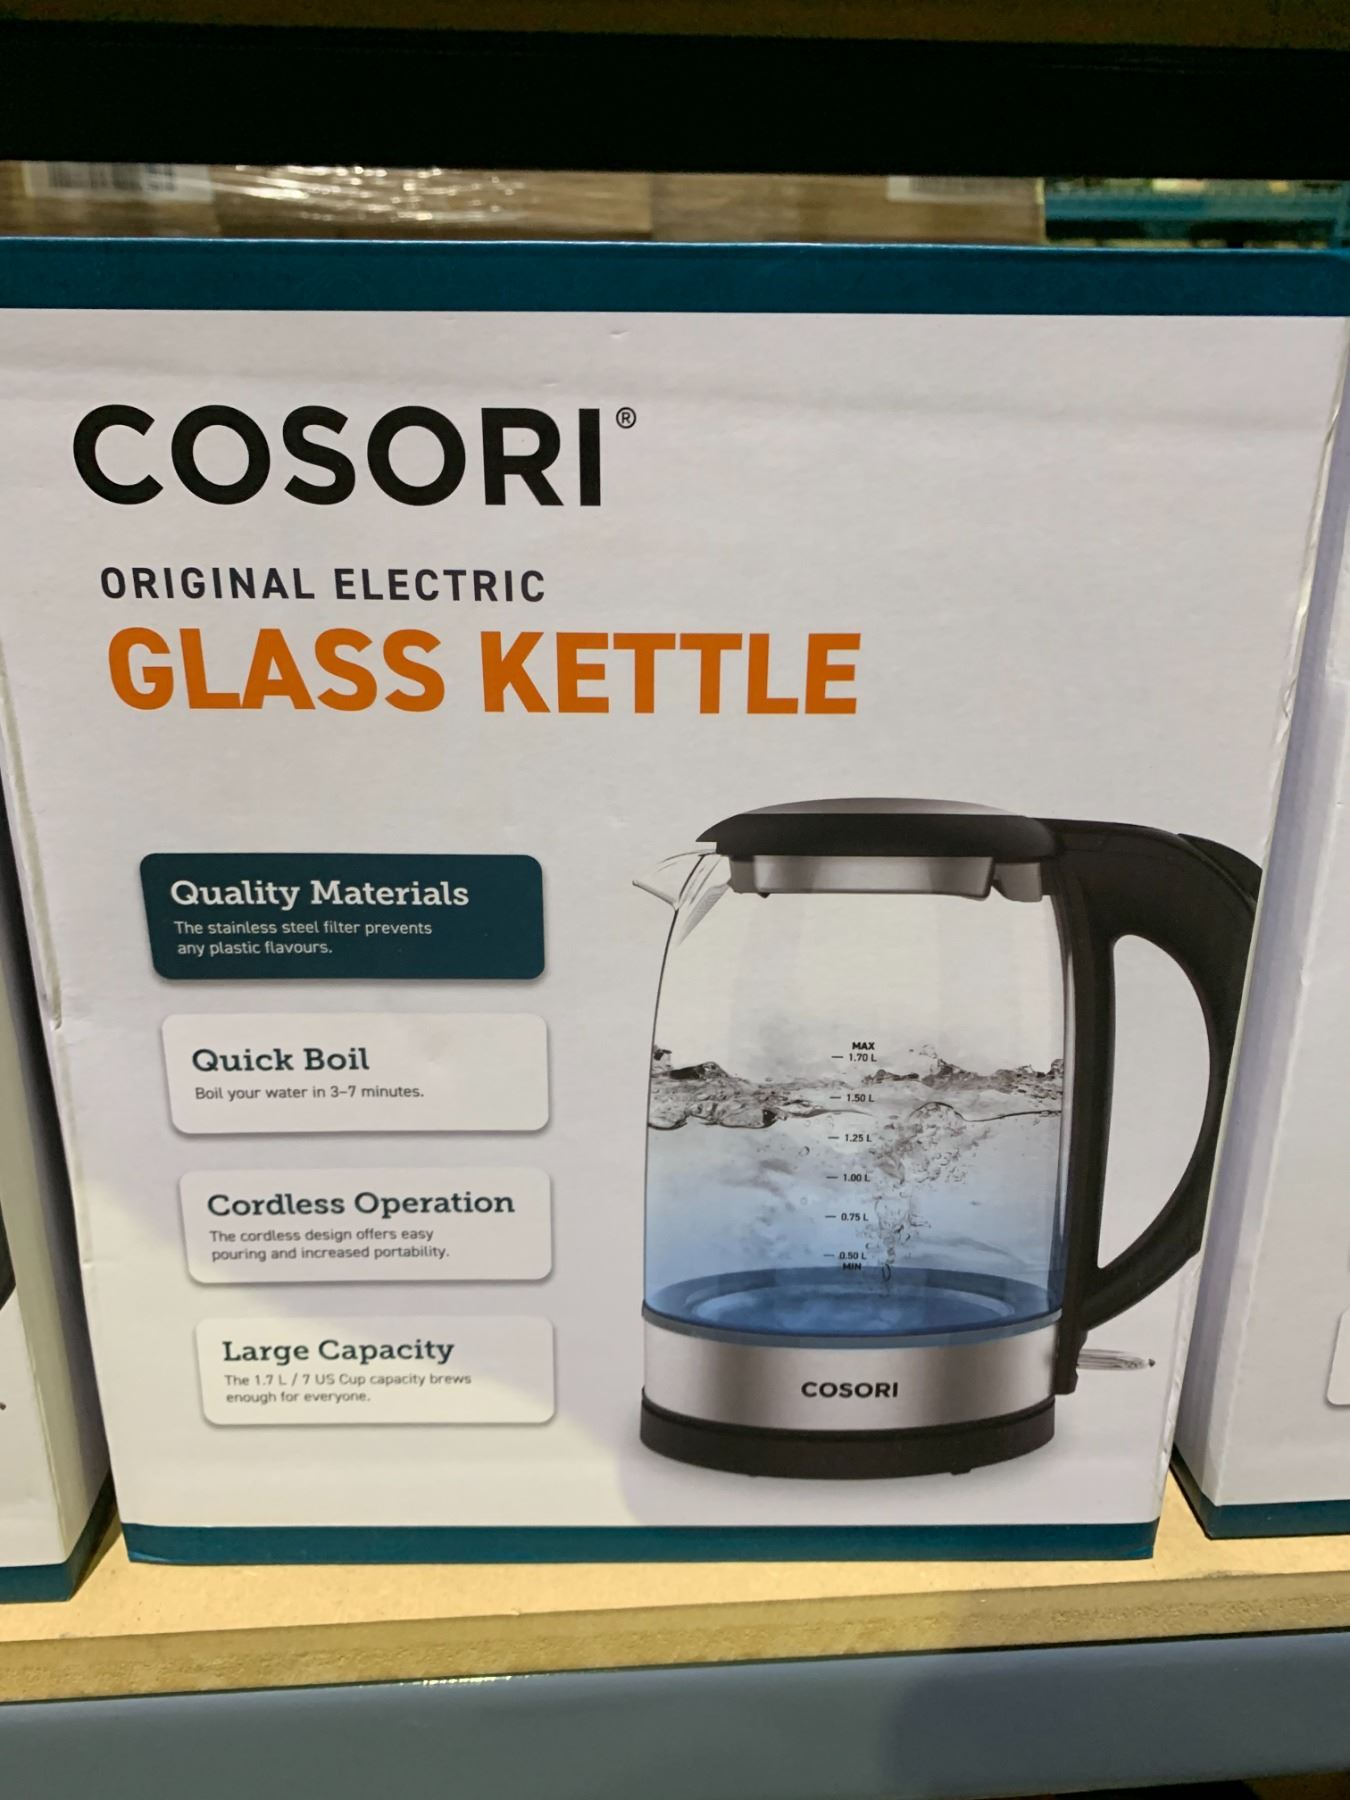 COSORI®
ORIGINAL ELECTRIC
GLASS KETTLE
Quality Materials
The stainless steel filter prevents
any plastic flavours.
Quick Boil
Boil your water in 3–7 minutes.
Cordless Operation
The cordless design offers easy
pouring and increased portability.
Large Capacity
The 1.7 L / 7 US Cup capacity brews
enough for everyone.
MAX
1.70 L
1.50 L
1.25 L
1.00 L
0.75 L
0.50 L
MIN
COSORI